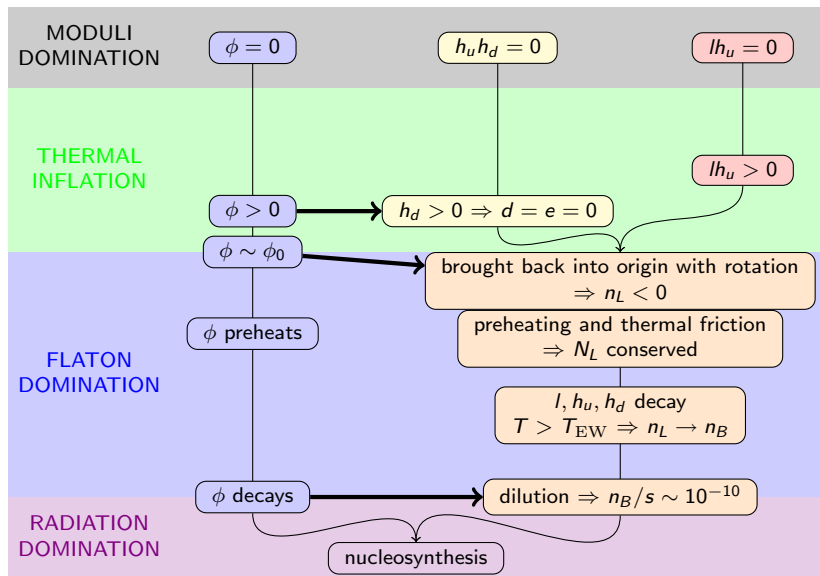 MODULI
DOMINATION
ϕ = 0
h_u h_d = 0
lh_u = 0
THERMAL
INFLATION
lh_u > 0
ϕ > 0
h_d > 0 ⇒ d = e = 0
ϕ ∼ ϕ_0
brought back into origin with rotation
⇒ n_L < 0
FLATON
DOMINATION
ϕ preheats
preheating and thermal friction
⇒ N_L conserved
l, h_u, h_d decay
T > T_EW ⇒ n_L → n_B
ϕ decays
dilution ⇒ n_B/s ∼ 10^{-10}
RADIATION
DOMINATION
nucleosynthesis